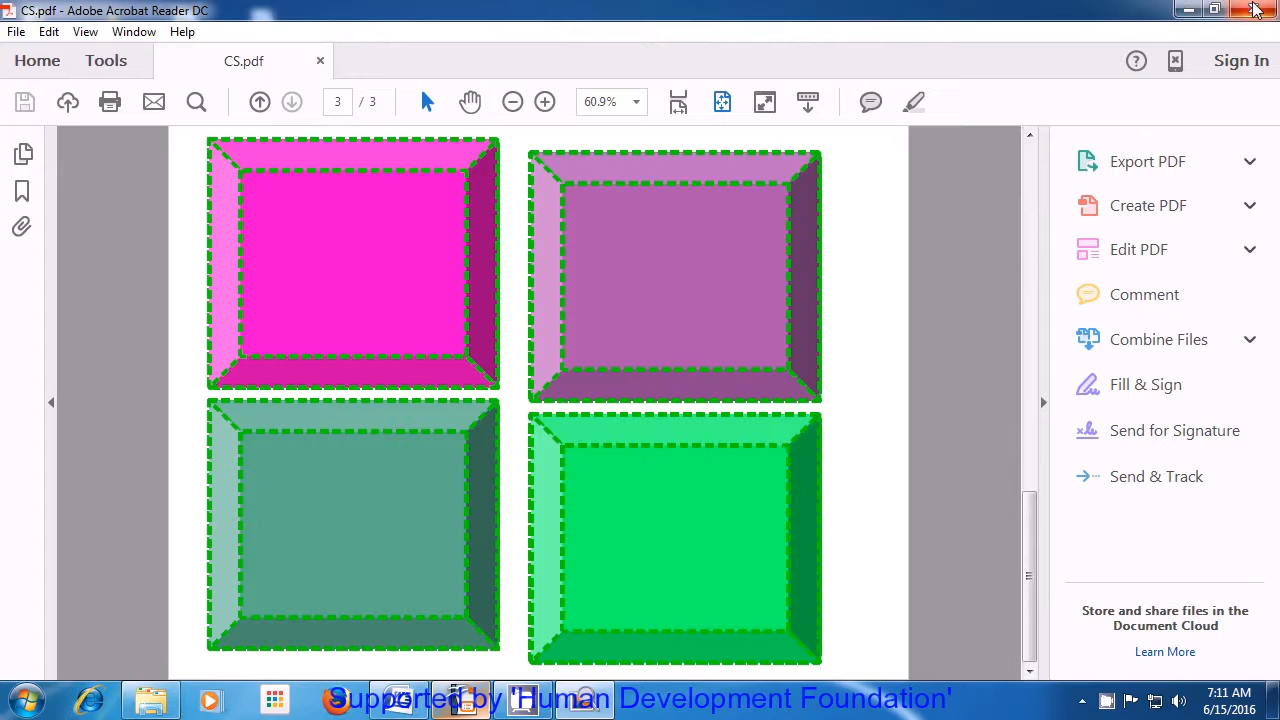 CS.pdf - Adobe Acrobat Reader DC
File Edit View Window Help
Home Tools CS.pdf × Sign In
3 / 3 60.9%
Export PDF
Create PDF
Edit PDF
Comment
Combine Files
Fill & Sign
Send for Signature
Send & Track
Store and share files in the
Document Cloud
Learn More
Supported by 'Human Development Foundation'
7:11 AM
6/15/2016